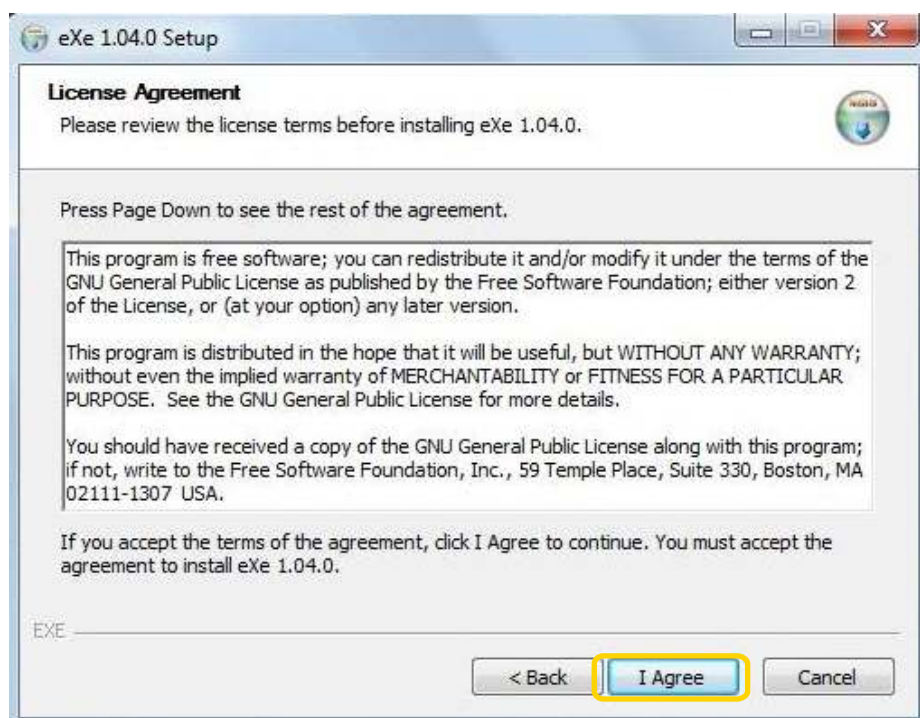 eXe 1.04.0 Setup
License Agreement
Please review the license terms before installing eXe 1.04.0.
Press Page Down to see the rest of the agreement.
This program is free software; you can redistribute it and/or modify it under the terms of the
GNU General Public License as published by the Free Software Foundation; either version 2
of the License, or (at your option) any later version.
This program is distributed in the hope that it will be useful, but WITHOUT ANY WARRANTY;
without even the implied warranty of MERCHANTABILITY or FITNESS FOR A PARTICULAR
PURPOSE.  See the GNU General Public License for more details.
You should have received a copy of the GNU General Public License along with this program;
if not, write to the Free Software Foundation, Inc., 59 Temple Place, Suite 330, Boston, MA
02111-1307 USA.
If you accept the terms of the agreement, click I Agree to continue. You must accept the
agreement to install eXe 1.04.0.
EXE
< Back I Agree Cancel